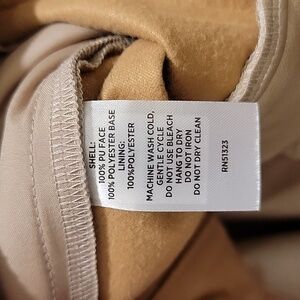 SHELL:
100% PU FACE
100% POLYESTER BASE
LINING:
100%POLYESTER
MACHINE WASH COLD,
GENTLE CYCLE
DO NOT USE BLEACH
HANG TO DRY
DO NOT IRON
DO NOT DRY CLEAN
RN51323